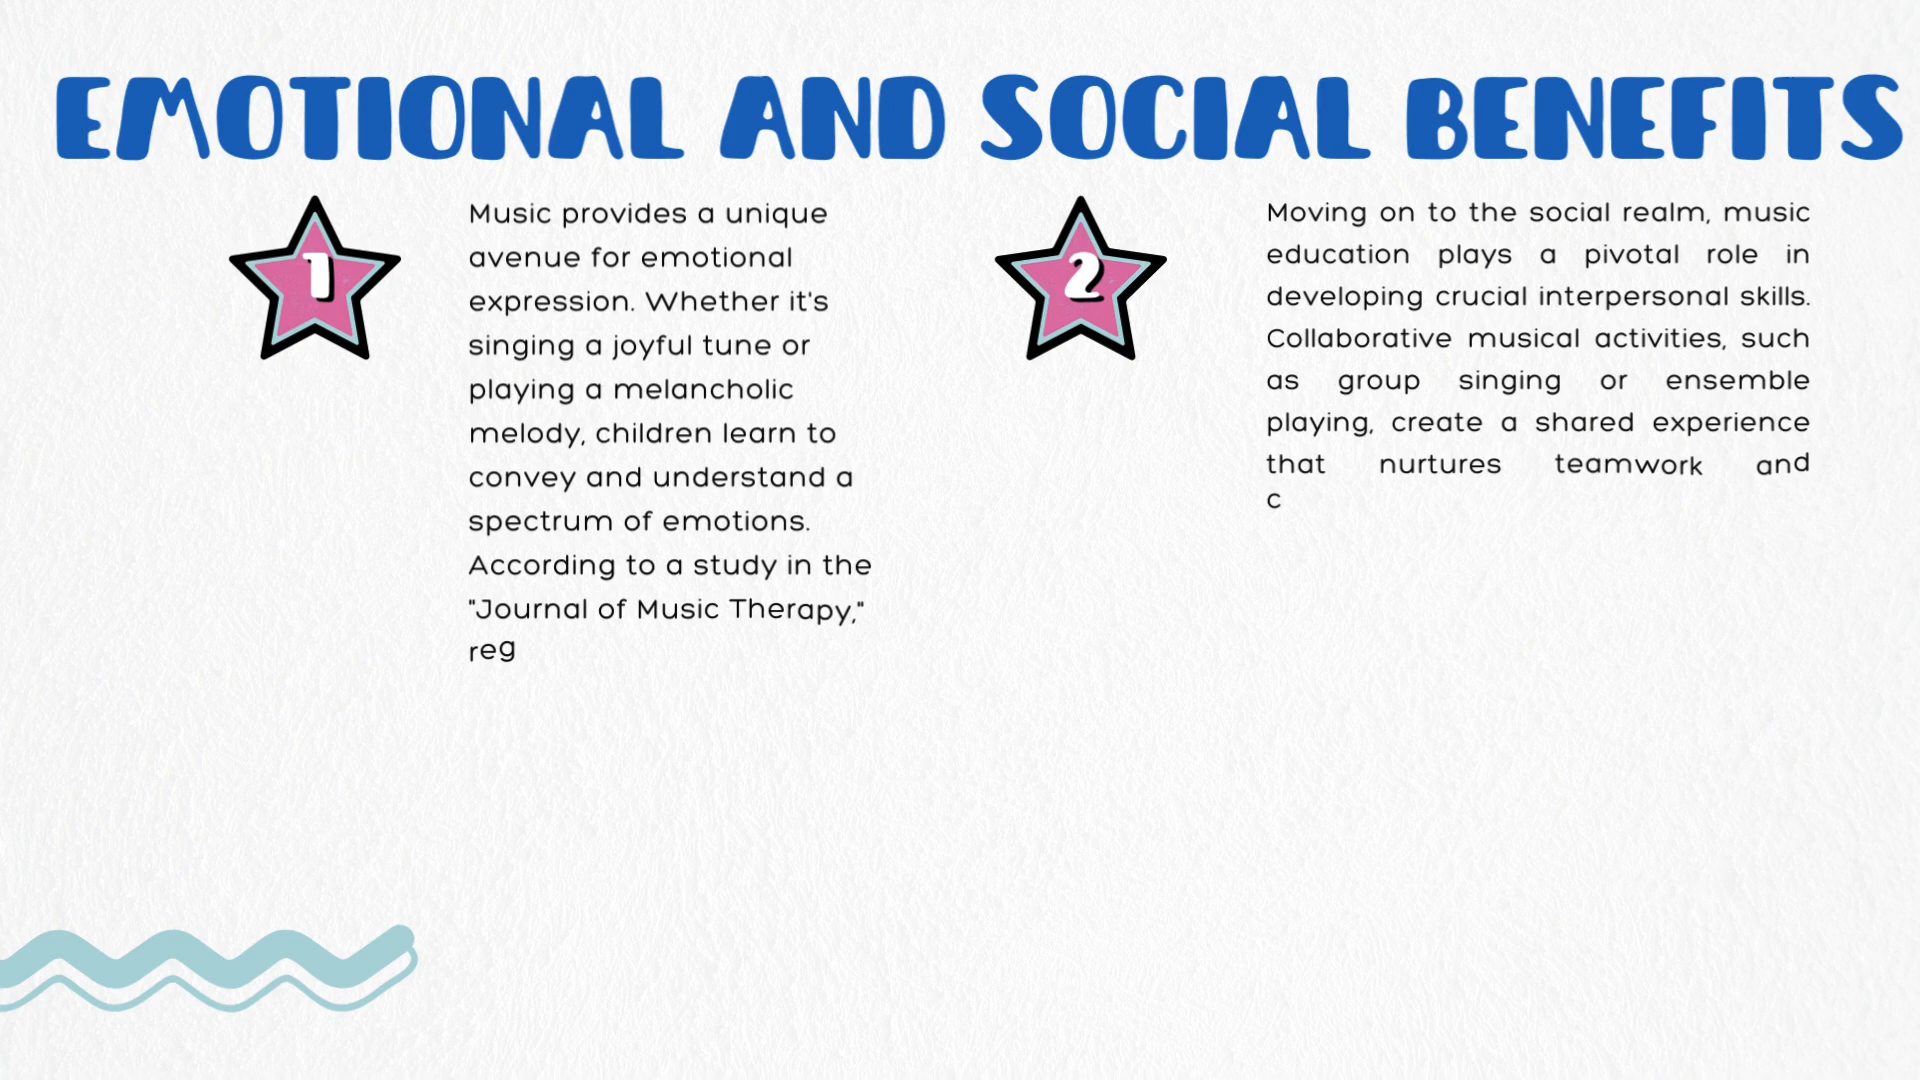 EMOTIONAL AND SOCIAL BENEFITS
1
Music provides a unique
avenue for emotional
expression. Whether it's
singing a joyful tune or
playing a melancholic
melody, children learn to
convey and understand a
spectrum of emotions.
According to a study in the
"Journal of Music Therapy,"
reg
2
Moving on to the social realm, music
education plays a pivotal role in
developing crucial interpersonal skills.
Collaborative musical activities, such
as group singing or ensemble
playing, create a shared experience
that nurtures teamwork and
c